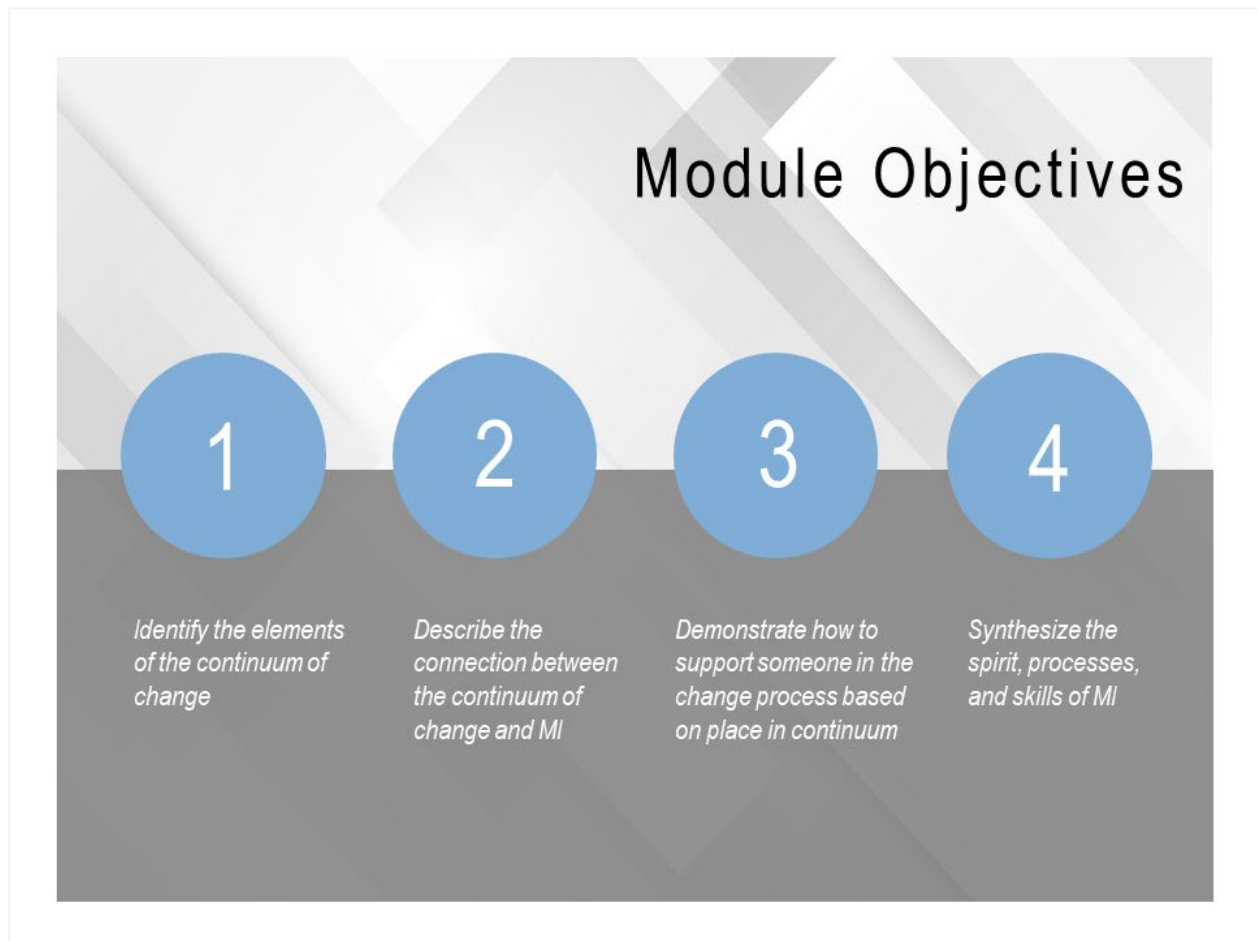 Module Objectives
1
Identify the elements
of the continuum of
change
2
Describe the
connection between
the continuum of
change and MI
3
Demonstrate how to
support someone in the
change process based
on place in continuum
4
Synthesize the
spirit, processes,
and skills of MI